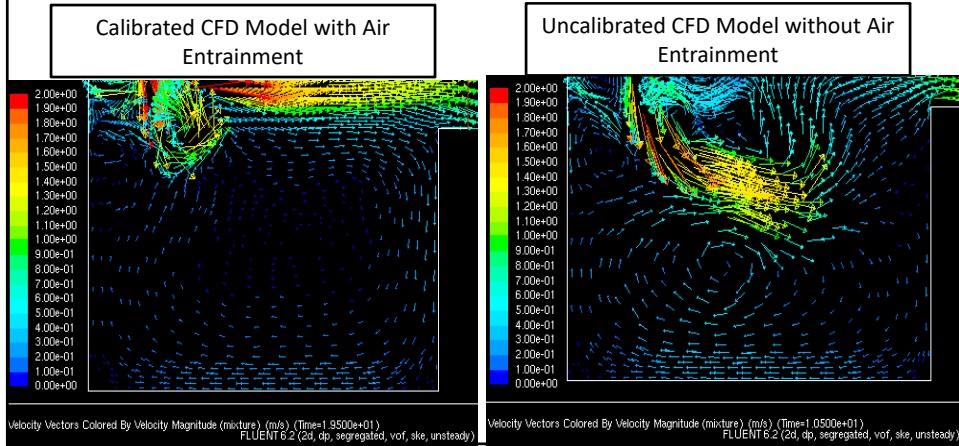 Calibrated CFD Model with Air
Entrainment
2.00e+00
1.90e+00
1.80e+00
1.70e+00
1.60e+00
1.50e+00
1.40e+00
1.30e+00
1.20e+00
1.10e+00
1.00e+00
9.00e-01
8.00e-01
7.00e-01
6.00e-01
5.00e-01
4.00e-01
3.00e-01
2.00e-01
1.00e-01
0.00e+00
Velocity Vectors Colored By Velocity Magnitude (mixture) (m/s) (Time=1.9500e+01)
FLUENT 6.2 (2d, dp, segregated, vof, ske, unsteady)
Uncalibrated CFD Model without Air
Entrainment
2.00e+00
1.90e+00
1.80e+00
1.70e+00
1.60e+00
1.50e+00
1.40e+00
1.30e+00
1.20e+00
1.10e+00
1.00e+00
9.00e-01
8.00e-01
7.00e-01
6.00e-01
5.00e-01
4.00e-01
3.00e-01
2.00e-01
1.00e-01
0.00e+00
Velocity Vectors Colored By Velocity Magnitude (mixture) (m/s) (Time=1.0500e+01)
FLUENT 6.2 (2d, dp, segregated, vof, ske, unsteady)